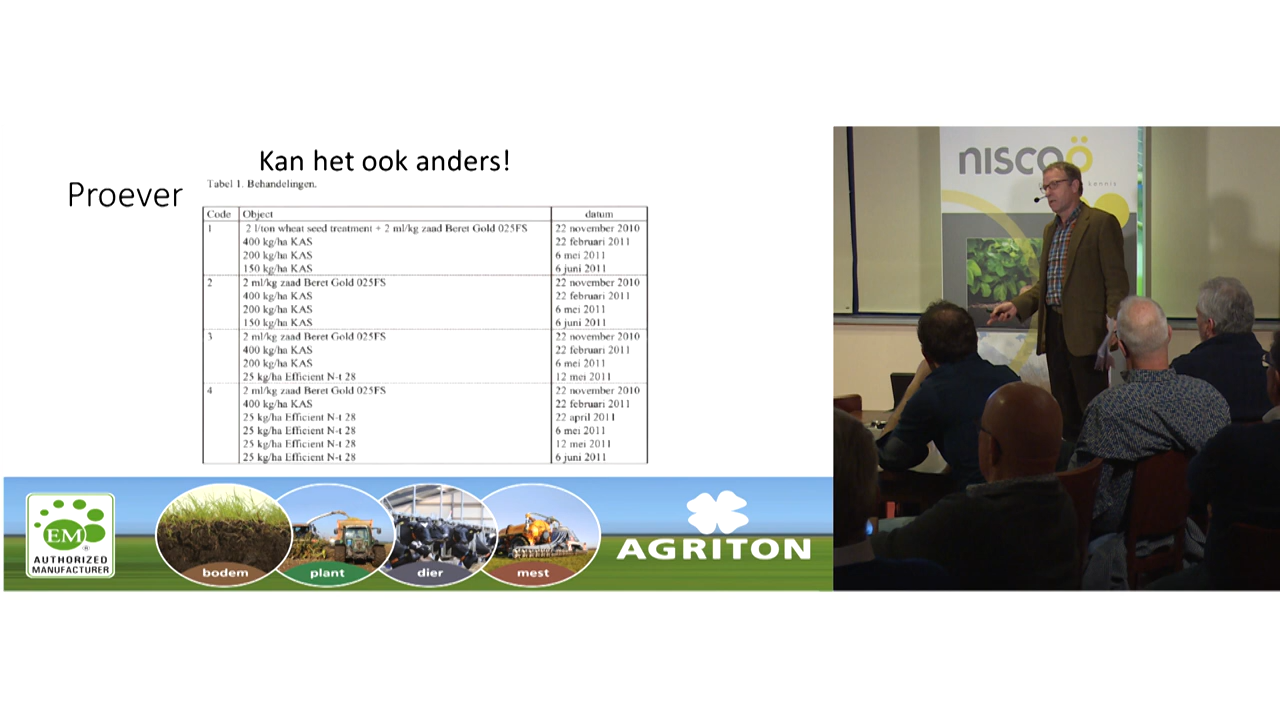 Kan het ook anders!
Proever
Tabel 1. Behandelingen.
Code Object datum
1 2 l/ton wheat seed treatment + 2 ml/kg zaad Beret Gold 025FS 22 november 2010
400 kg/ha KAS 22 februari 2011
200 kg/ha KAS 6 mei 2011
150 kg/ha KAS 6 juni 2011
2 2 ml/kg zaad Beret Gold 025FS 22 november 2010
400 kg/ha KAS 22 februari 2011
200 kg/ha KAS 6 mei 2011
150 kg/ha KAS 6 juni 2011
3 2 ml/kg zaad Beret Gold 025FS 22 november 2010
400 kg/ha KAS 22 februari 2011
200 kg/ha KAS 6 mei 2011
25 kg/ha Efficient N-t 28 12 mei 2011
4 2 ml/kg zaad Beret Gold 025FS 22 november 2010
400 kg/ha KAS 22 februari 2011
25 kg/ha Efficient N-t 28 22 april 2011
25 kg/ha Efficient N-t 28 6 mei 2011
25 kg/ha Efficient N-t 28 12 mei 2011
25 kg/ha Efficient N-t 28 6 juni 2011
EM®
AUTHORIZED
MANUFACTURER
bodem
plant
dier
mest
AGRITON
niscoö
kennis